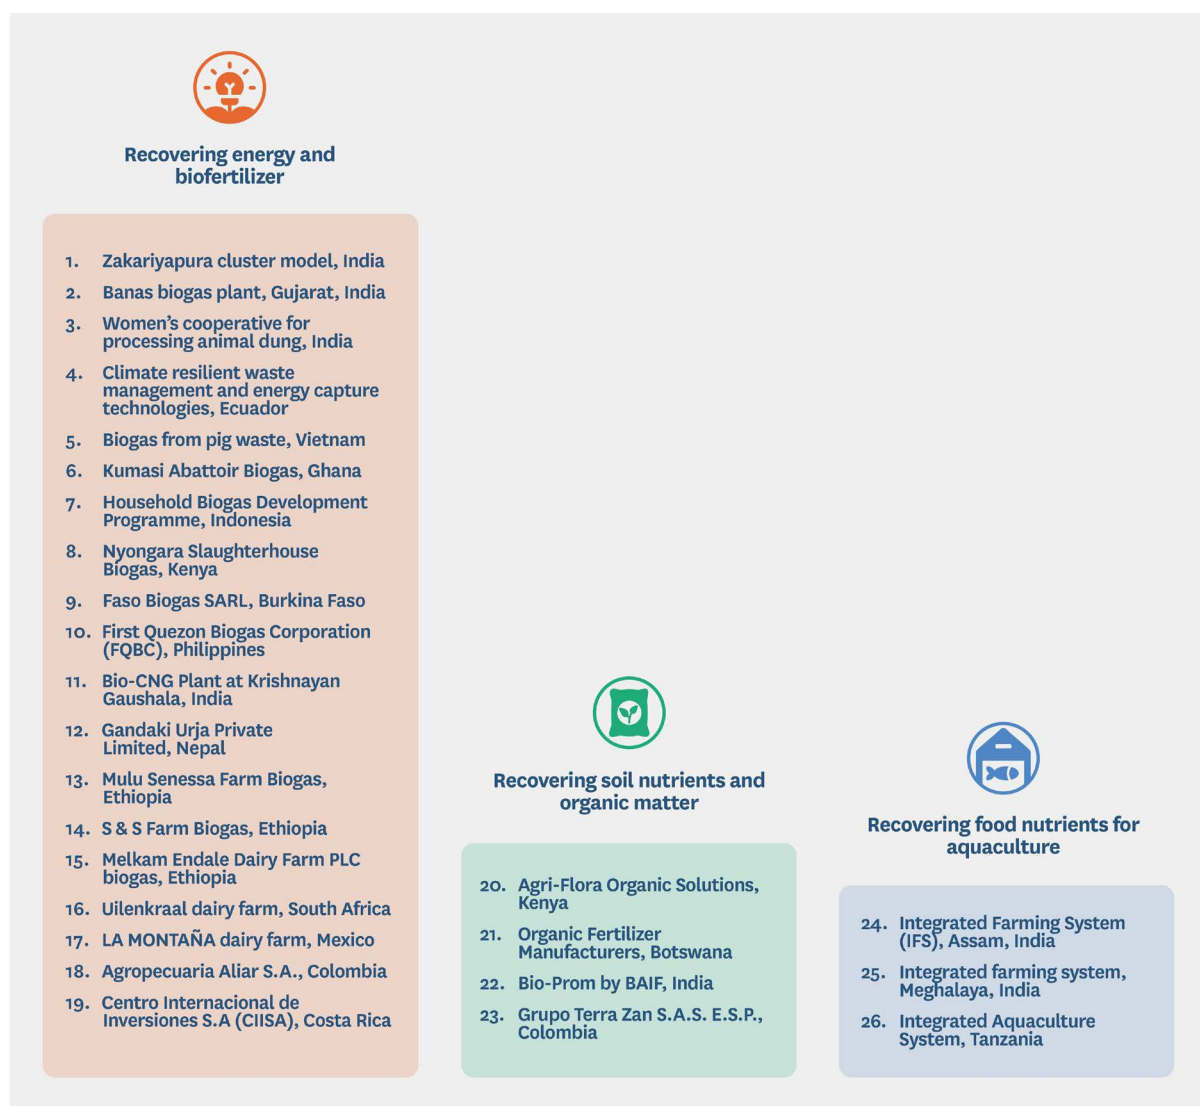 Recovering energy and
biofertilizer
1. Zakariyapura cluster model, India
2. Banas biogas plant, Gujarat, India
3. Women’s cooperative for
processing animal dung, India
4. Climate resilient waste
management and energy capture
technologies, Ecuador
5. Biogas from pig waste, Vietnam
6. Kumasi Abattoir Biogas, Ghana
7. Household Biogas Development
Programme, Indonesia
8. Nyongara Slaughterhouse
Biogas, Kenya
9. Faso Biogas SARL, Burkina Faso
10. First Quezon Biogas Corporation
(FQBC), Philippines
11. Bio-CNG Plant at Krishnayan
Gaushala, India
12. Gandaki Urja Private
Limited, Nepal
13. Mulu Senessa Farm Biogas,
Ethiopia
14. S & S Farm Biogas, Ethiopia
15. Melkam Endale Dairy Farm PLC
biogas, Ethiopia
16. Uilenkraal dairy farm, South Africa
17. LA MONTAÑA dairy farm, Mexico
18. Agropecuaria Aliar S.A., Colombia
19. Centro Internacional de
Inversiones S.A (CIISA), Costa Rica
Recovering soil nutrients and
organic matter
20. Agri-Flora Organic Solutions,
Kenya
21. Organic Fertilizer
Manufacturers, Botswana
22. Bio-Prom by BAIF, India
23. Grupo Terra Zan S.A.S. E.S.P.,
Colombia
Recovering food nutrients for
aquaculture
24. Integrated Farming System
(IFS), Assam, India
25. Integrated farming system,
Meghalaya, India
26. Integrated Aquaculture
System, Tanzania